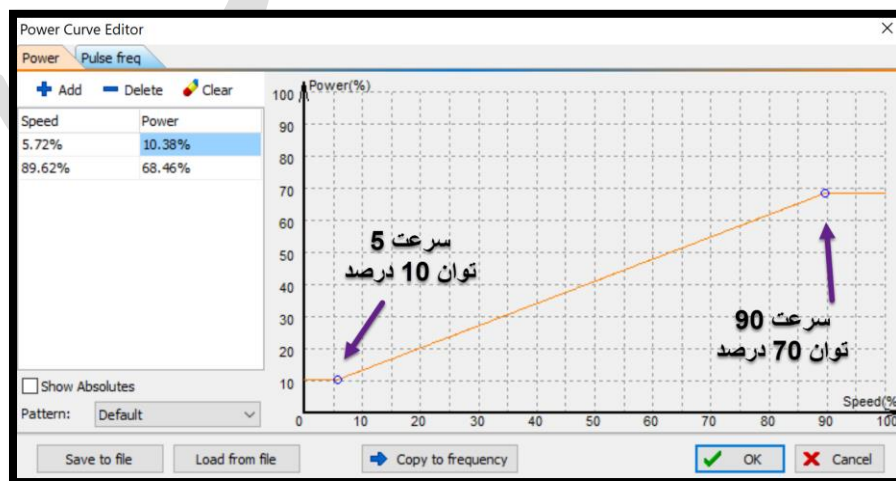 Power Curve Editor
Power Pulse freq
Add Delete Clear
Speed Power
5.72% 10.38%
89.62% 68.46%
Show Absolutes
Pattern: Default
Power(%)
100
90
80
70
60
50
40
30
20
10
0 10 20 30 40 50 60 70 80 90 100
Speed(%
سرعت 5
توان 10 درصد
سرعت 90
توان 70 درصد
Save to file Load from file Copy to frequency OK Cancel